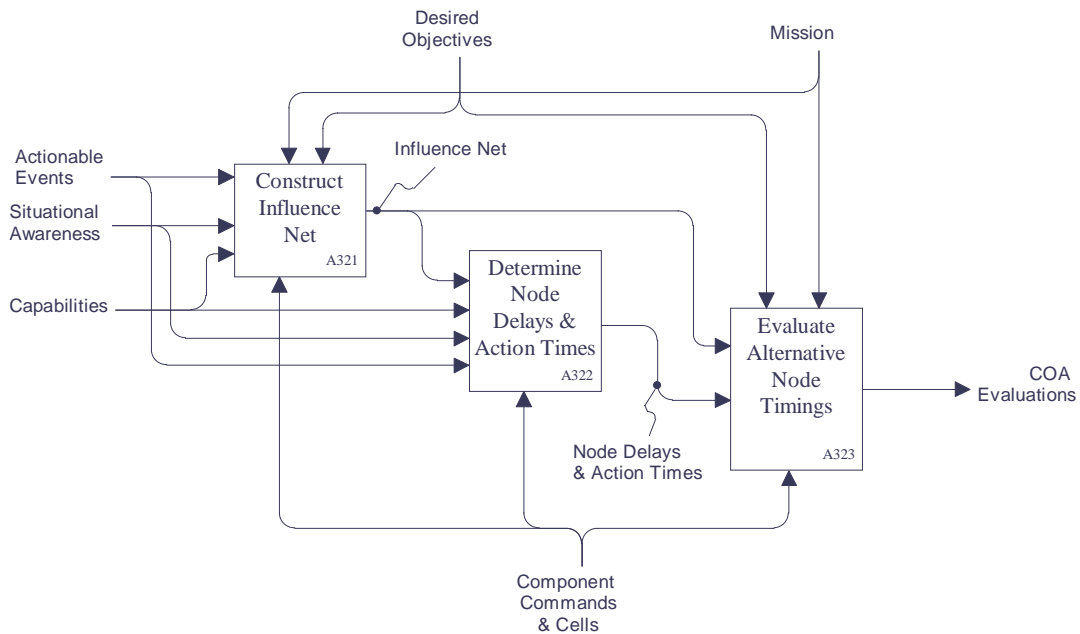 Desired
Objectives
Mission
Actionable
Events
Situational
Awareness
Capabilities
Construct
Influence
Net
A321
Influence Net
Determine
Node
Delays &
Action Times
A322
Node Delays
& Action Times
Evaluate
Alternative
Node
Timings
A323
COA
Evaluations
Component
Commands
& Cells